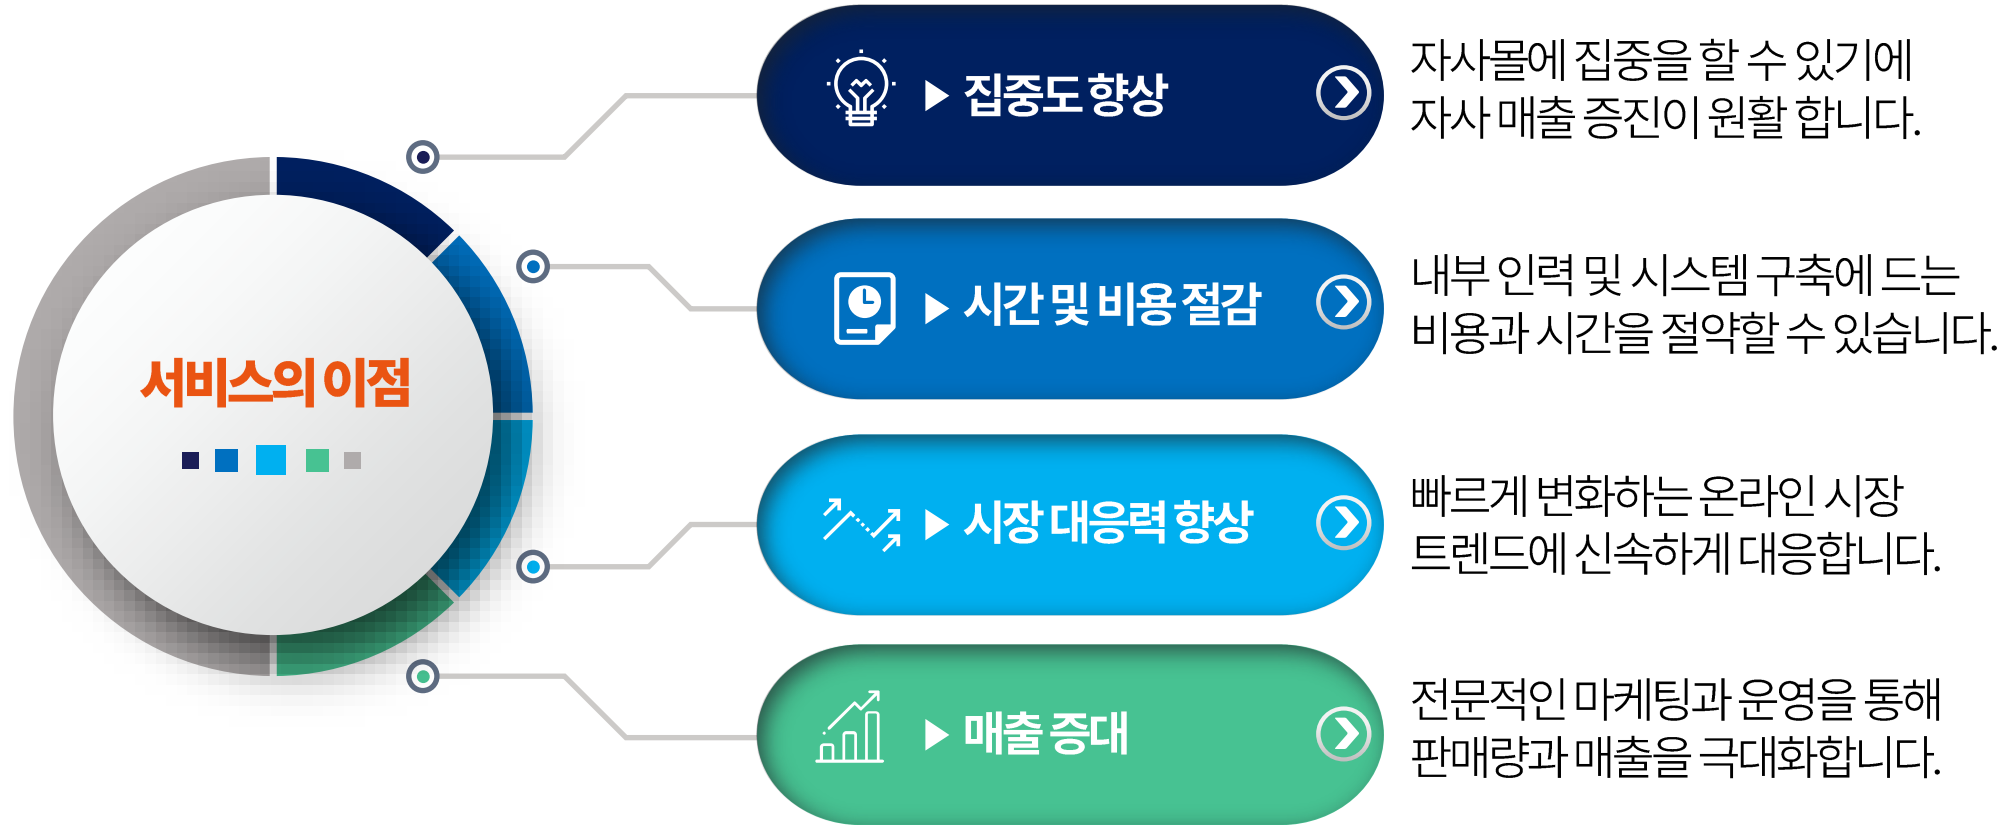 서비스의 이점
▶ 집중도 향상
자사몰에 집중을 할 수 있기에
자사 매출 증진이 원활 합니다.
▶ 시간 및 비용 절감
내부 인력 및 시스템 구축에 드는
비용과 시간을 절약할 수 있습니다.
▶ 시장 대응력 향상
빠르게 변화하는 온라인 시장
트렌드에 신속하게 대응합니다.
▶ 매출 증대
전문적인 마케팅과 운영을 통해
판매량과 매출을 극대화합니다.